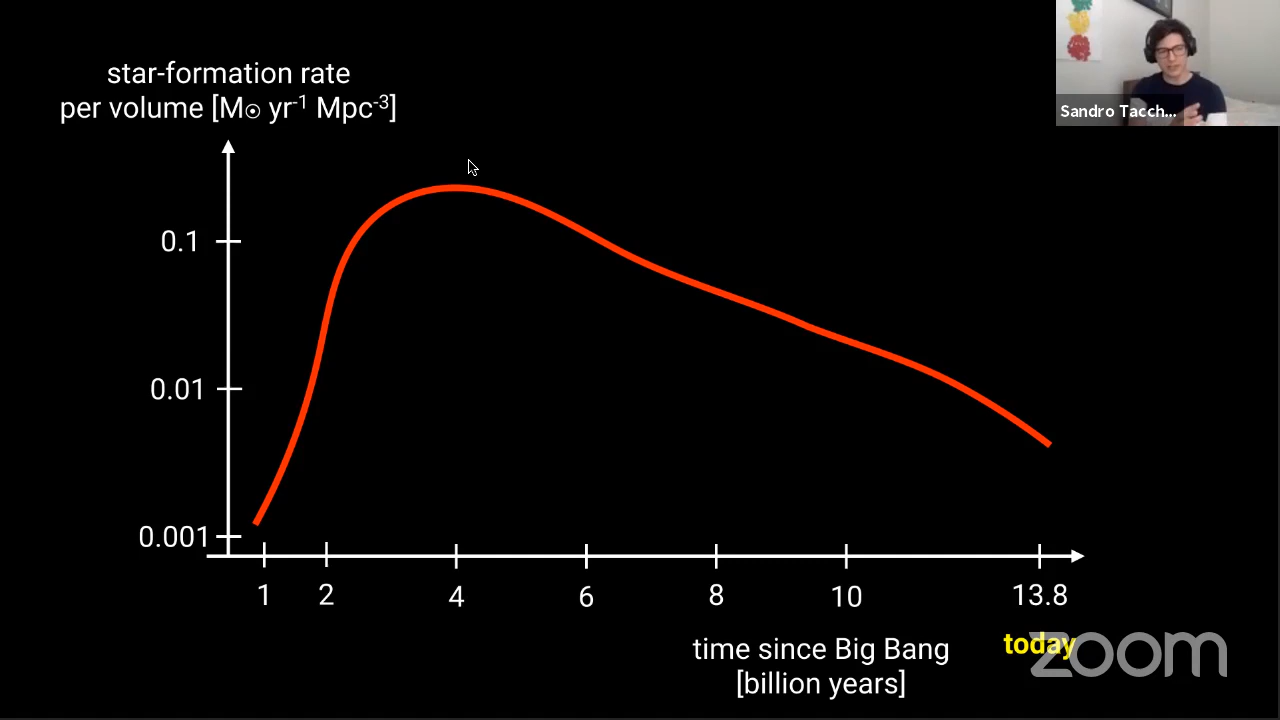 star-formation rate
per volume [M☉ yr⁻¹ Mpc⁻³]
Sandro Tacch...
0.1
0.01
0.001
1 2 4 6 8 10 13.8
time since Big Bang
[billion years]
today
zoom